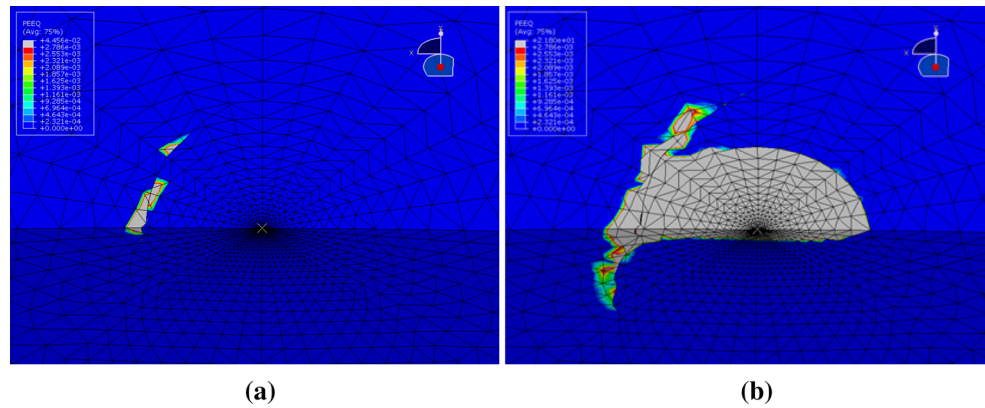 PEEQ
(Avg: 75%)
+4.456e-02
+2.786e-03
+2.553e-03
+2.321e-03
+2.089e-03
+1.857e-03
+1.625e-03
+1.393e-03
+1.161e-03
+9.285e-04
+6.964e-04
+4.643e-04
+2.321e-04
+0.000e+00
Y
X
PEEQ
(Avg: 75%)
+2.180e+01
+2.786e-03
+2.553e-03
+2.321e-03
+2.089e-03
+1.857e-03
+1.625e-03
+1.393e-03
+1.161e-03
+9.285e-04
+6.964e-04
+4.643e-04
+2.321e-04
+0.000e+00
Y
X
(a)
(b)